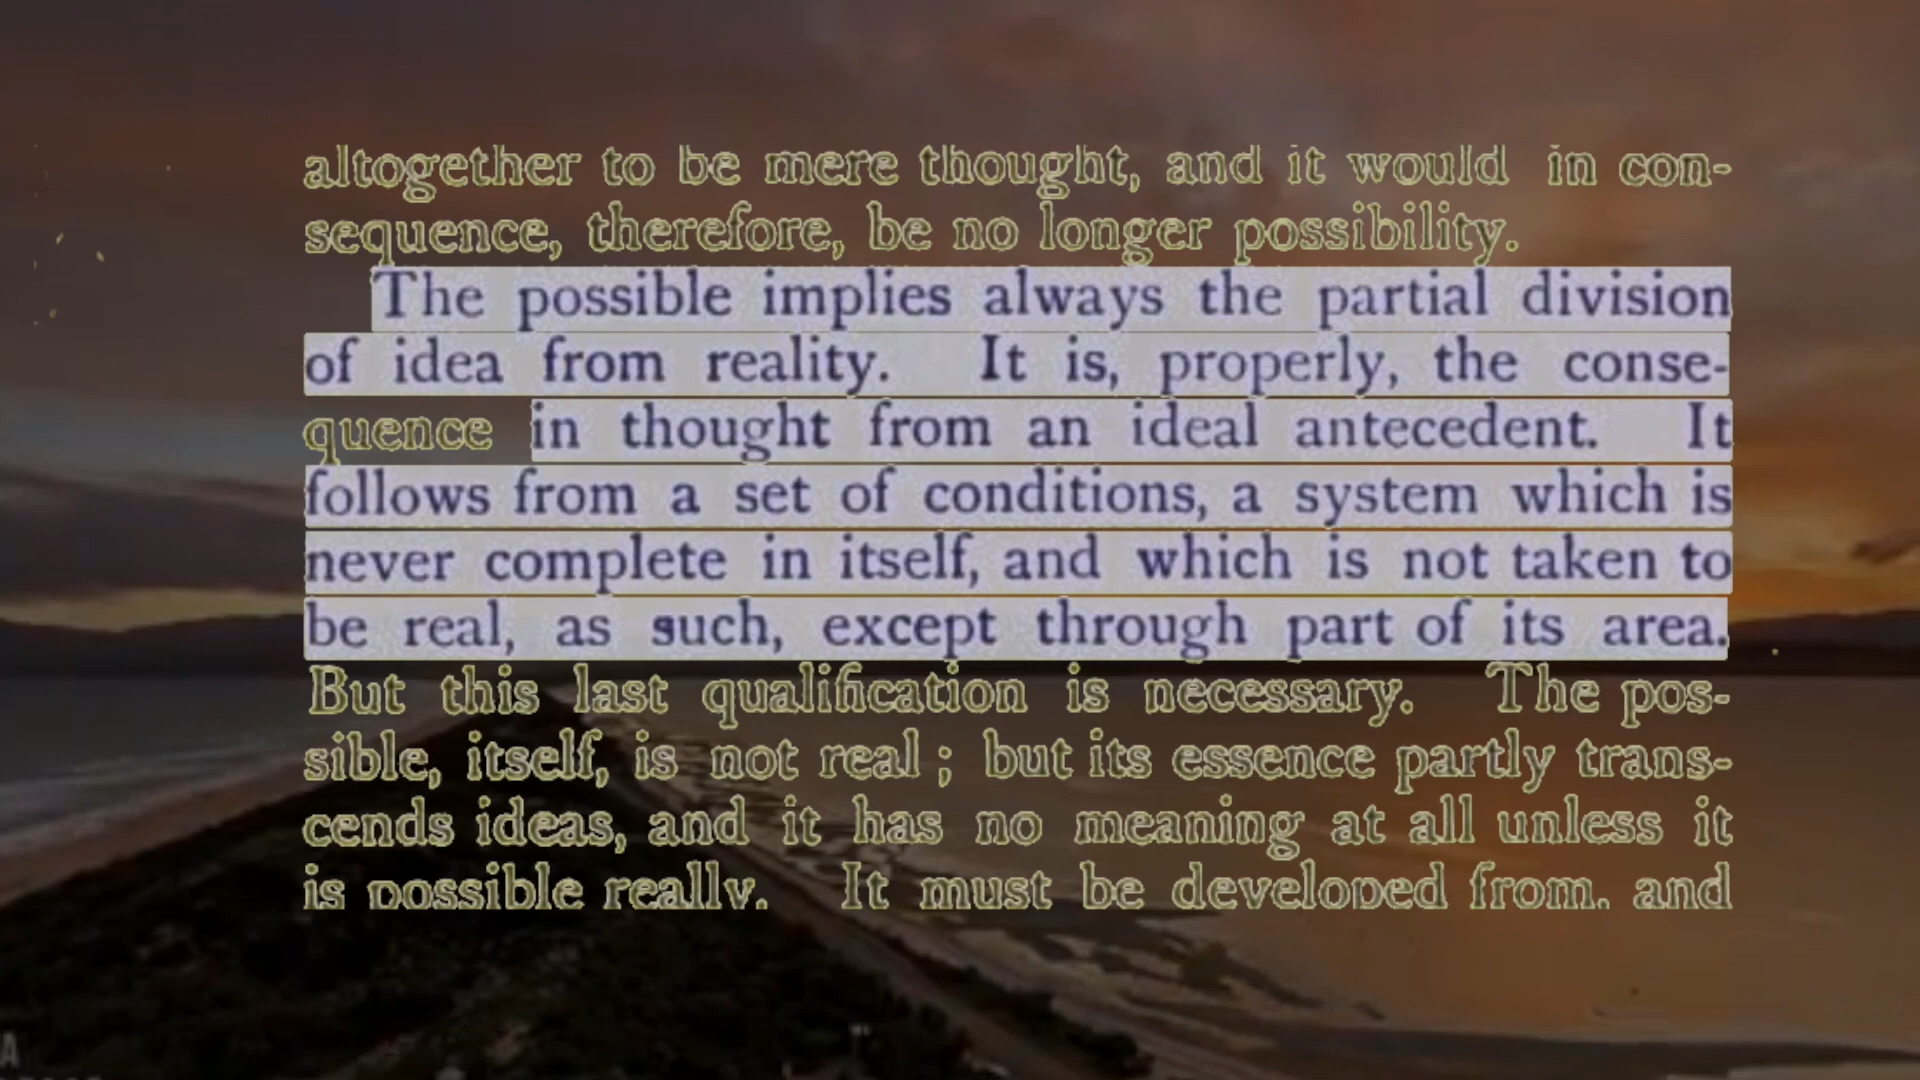 altogether to be mere thought, and it would in con-
sequence, therefore, be no longer possibility.
The possible implies always the partial division
of idea from reality. It is, properly, the conse-
quence in thought from an ideal antecedent. It
follows from a set of conditions, a system which is
never complete in itself, and which is not taken to
be real, as such, except through part of its area.
But this last qualification is necessary. The pos-
sible, itself, is not real ; but its essence partly trans-
cends ideas, and it has no meaning at all unless it
is possible really. It must be developed from, and
A